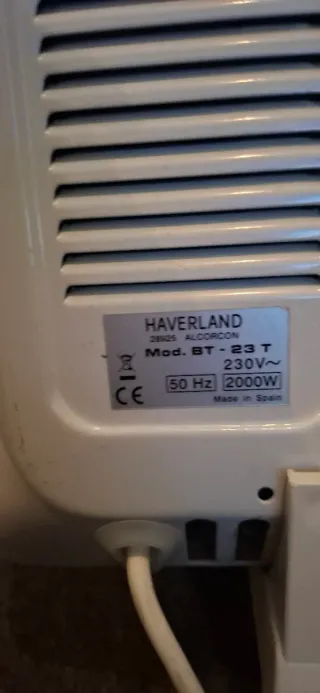 HAVERLAND
28925 ALCORCON
Mod. BT - 23 T
230V~
50 Hz 2000W
CE
Made in Spain